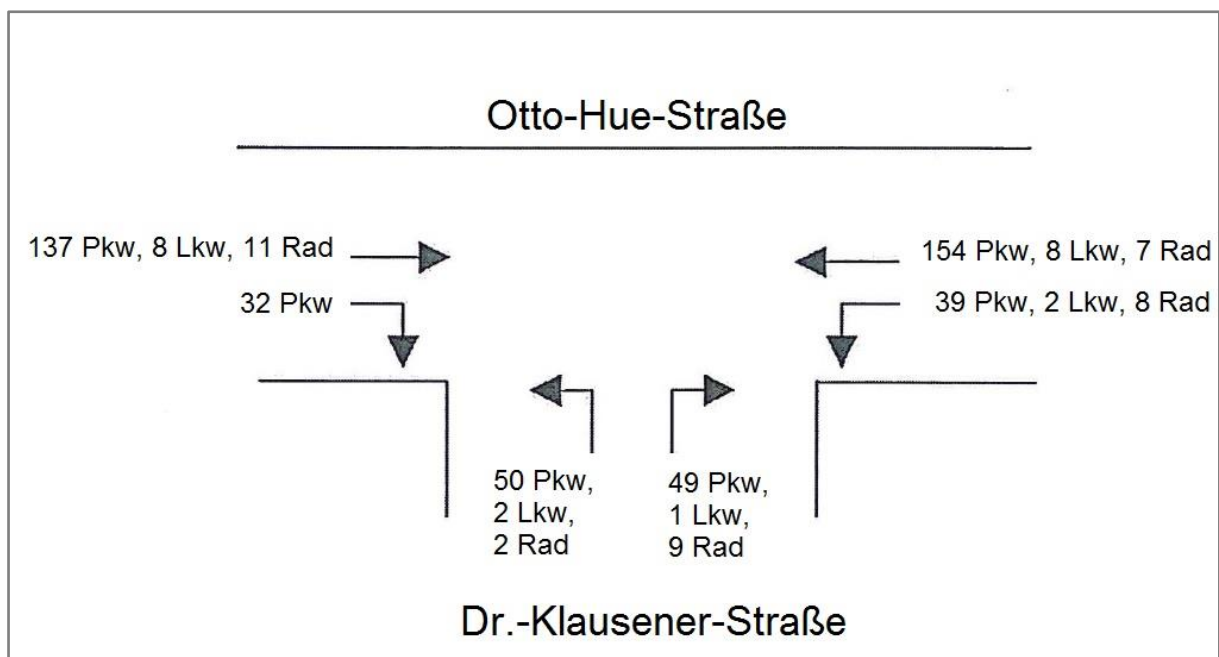 Otto-Hue-Straße
137 Pkw, 8 Lkw, 11 Rad
154 Pkw, 8 Lkw, 7 Rad
32 Pkw
39 Pkw, 2 Lkw, 8 Rad
50 Pkw,
2 Lkw,
2 Rad
49 Pkw,
1 Lkw,
9 Rad
Dr.-Klausener-Straße